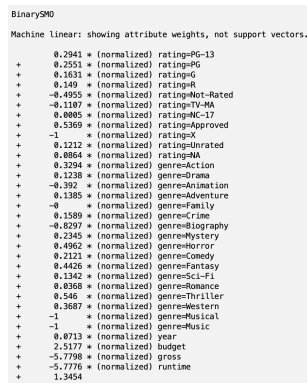 BinarySMO
Machine linear: showing attribute weights, not support vectors.
0.2941 * (normalized) rating=PG-13
+ 0.2551 * (normalized) rating=PG
+ 0.1631 * (normalized) rating=G
+ 0.149 * (normalized) rating=R
+ -0.4955 * (normalized) rating=Not-Rated
+ -0.1107 * (normalized) rating=TV-MA
+ 0.0005 * (normalized) rating=NC-17
+ 0.5369 * (normalized) rating=Approved
+ -1 * (normalized) rating=X
+ 0.1212 * (normalized) rating=Unrated
+ 0.0864 * (normalized) rating=NA
+ 0.3294 * (normalized) genre=Action
+ 0.1238 * (normalized) genre=Drama
+ -0.392 * (normalized) genre=Animation
+ 0.1385 * (normalized) genre=Adventure
+ -0 * (normalized) genre=Family
+ 0.1589 * (normalized) genre=Crime
+ -0.8297 * (normalized) genre=Biography
+ 0.2345 * (normalized) genre=Mystery
+ 0.4962 * (normalized) genre=Horror
+ 0.2121 * (normalized) genre=Comedy
+ 0.4426 * (normalized) genre=Fantasy
+ 0.1342 * (normalized) genre=Sci-Fi
+ 0.0368 * (normalized) genre=Romance
+ 0.546 * (normalized) genre=Thriller
+ 0.3687 * (normalized) genre=Western
+ -1 * (normalized) genre=Musical
+ -1 * (normalized) genre=Music
+ 0.0713 * (normalized) year
+ 2.5177 * (normalized) budget
+ -5.7798 * (normalized) gross
+ -5.7776 * (normalized) runtime
+ 1.3454